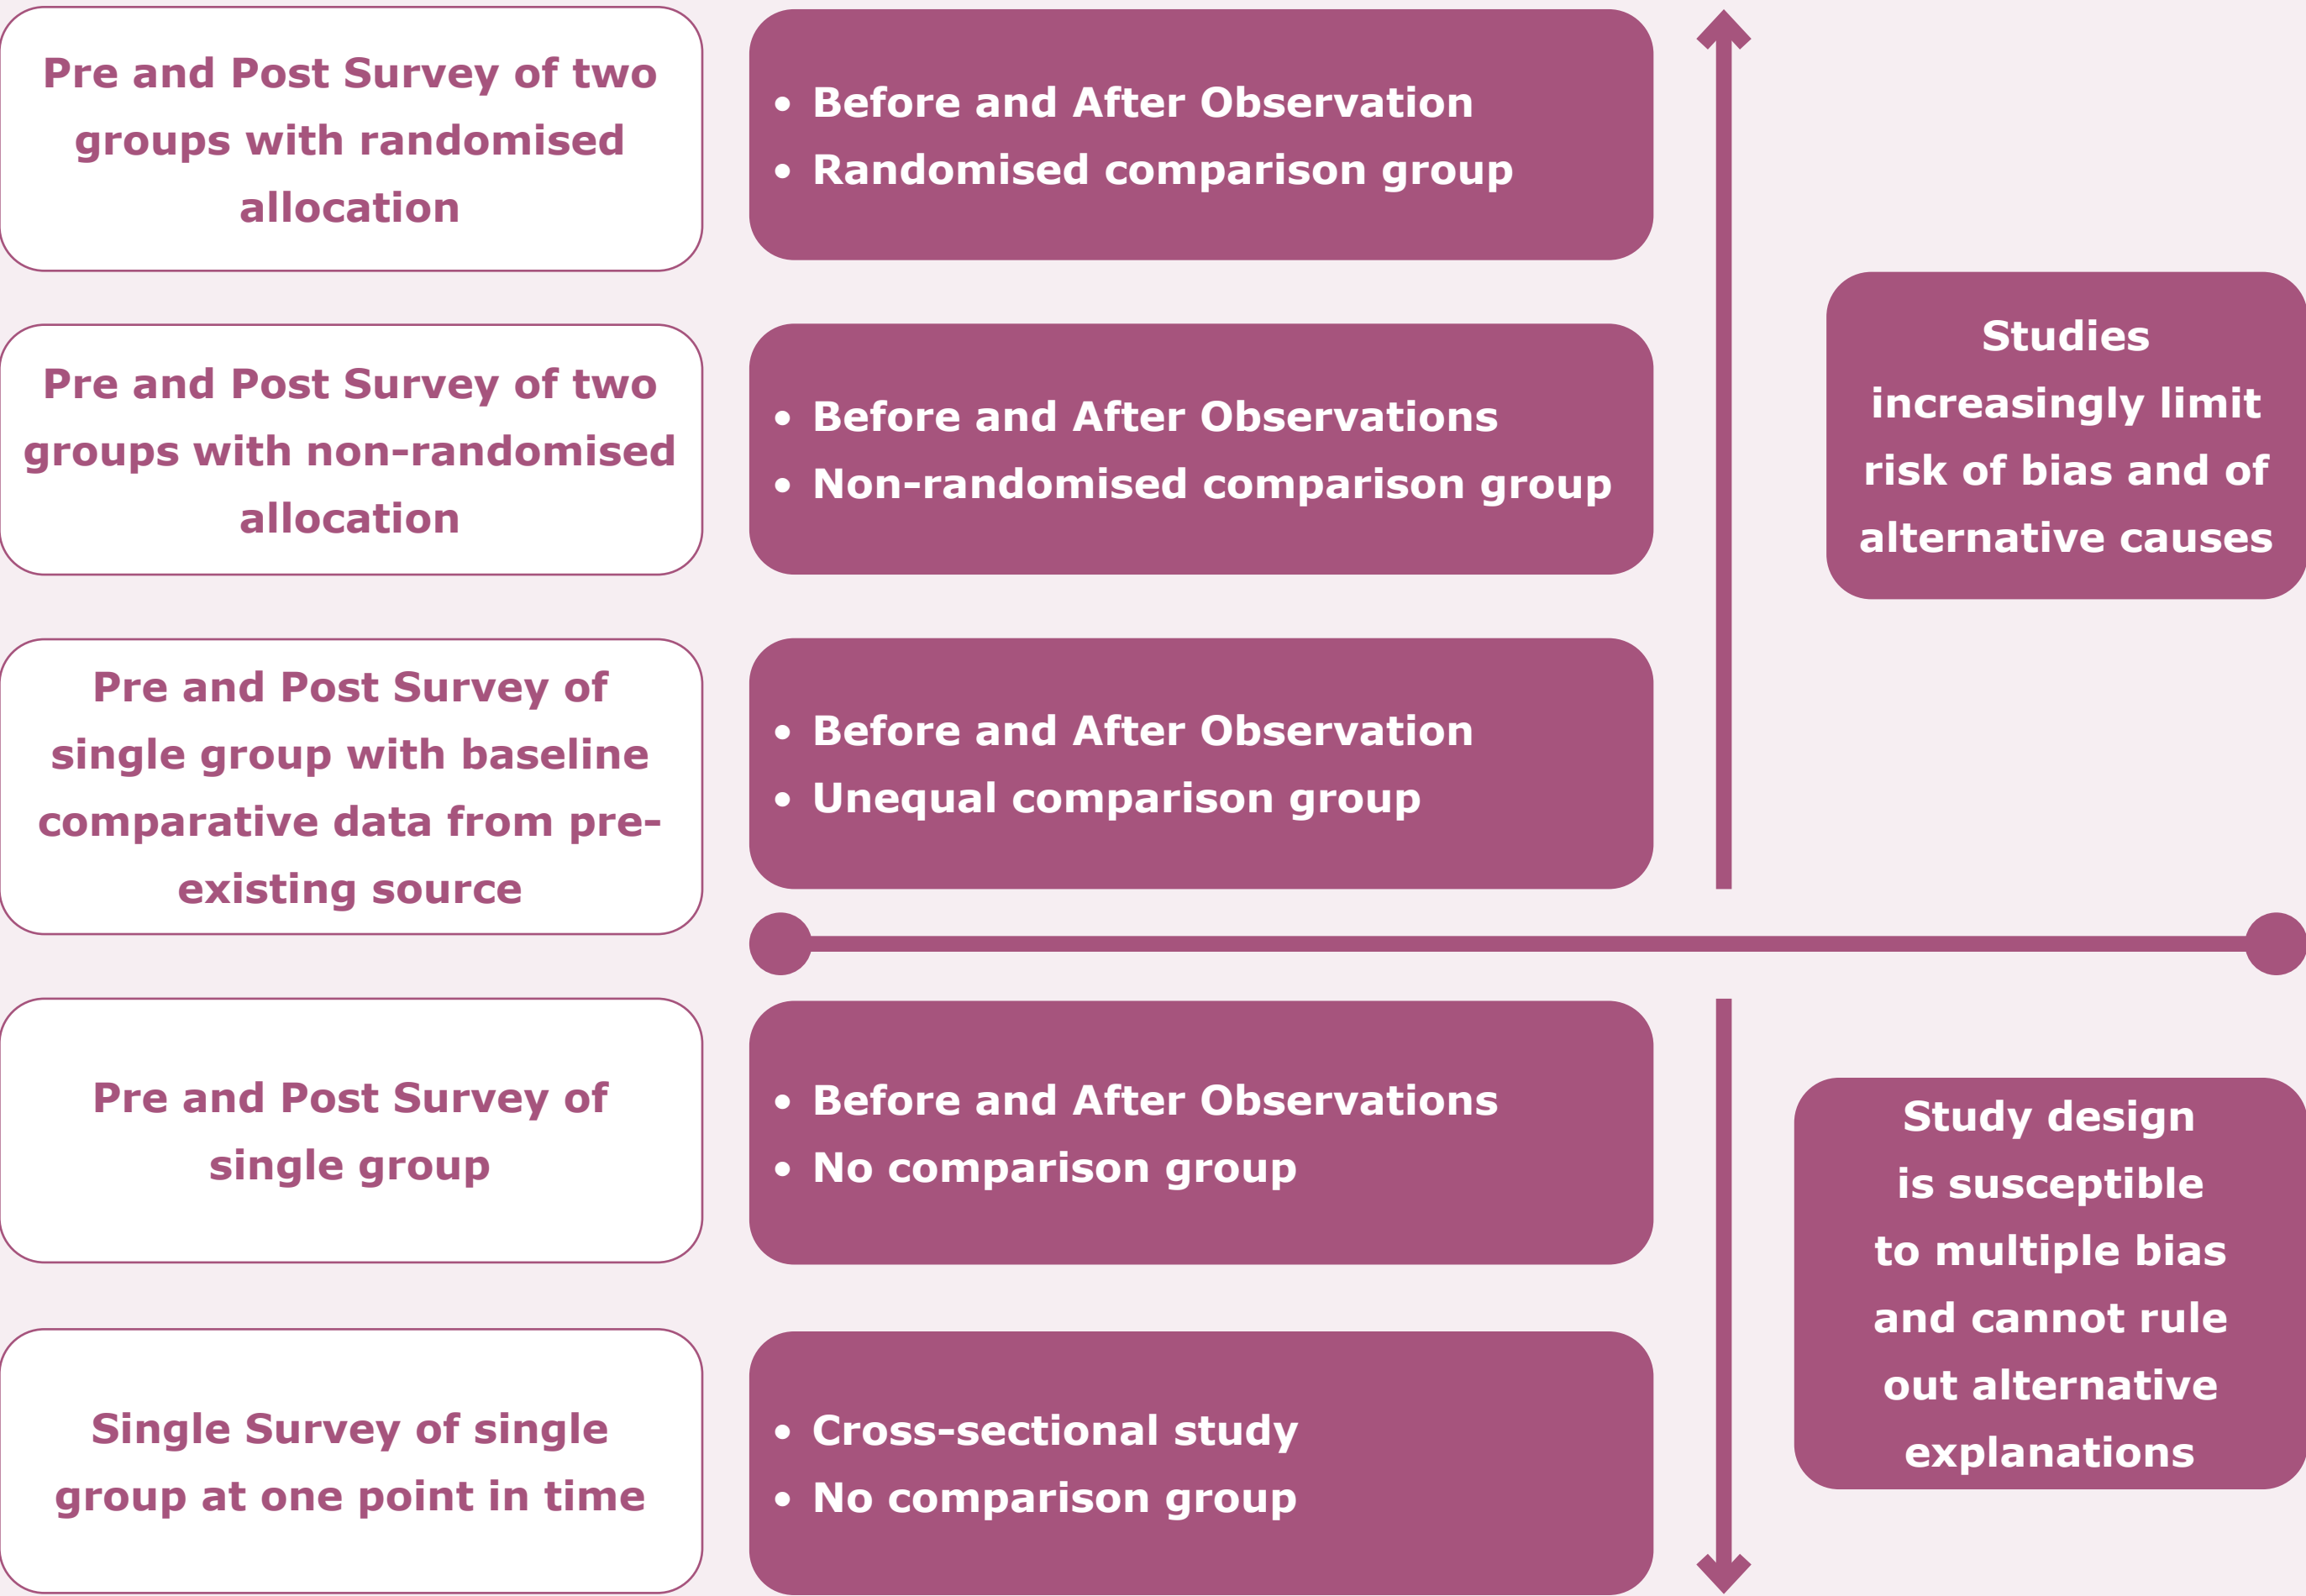 Pre and Post Survey of two
groups with randomised
allocation
• Before and After Observation
• Randomised comparison group
Pre and Post Survey of two
groups with non-randomised
allocation
• Before and After Observations
• Non-randomised comparison group
Pre and Post Survey of
single group with baseline
comparative data from pre-
existing source
• Before and After Observation
• Unequal comparison group
Studies
increasingly limit
risk of bias and of
alternative causes
Pre and Post Survey of
single group
• Before and After Observations
• No comparison group
Single Survey of single
group at one point in time
• Cross-sectional study
• No comparison group
Study design
is susceptible
to multiple bias
and cannot rule
out alternative
explanations